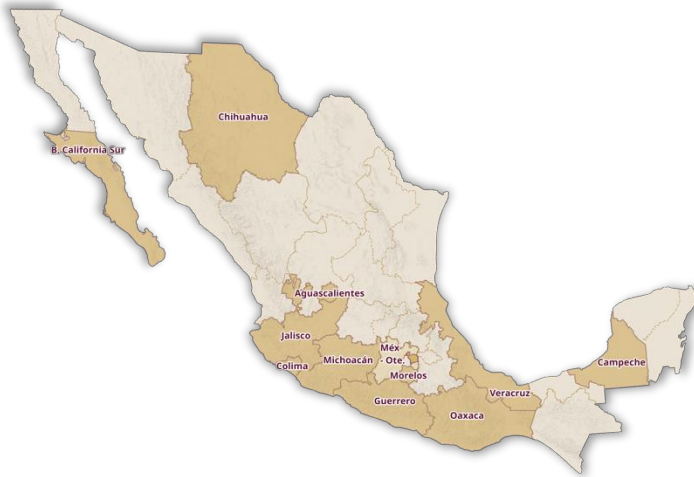 Chihuahua
B, California Sur
Aguascalientes
Jalisco
Méx
- Ote.
Colima
Michoacán
Morelos
Campeche
Veracruz
Guerrero
Oaxaca